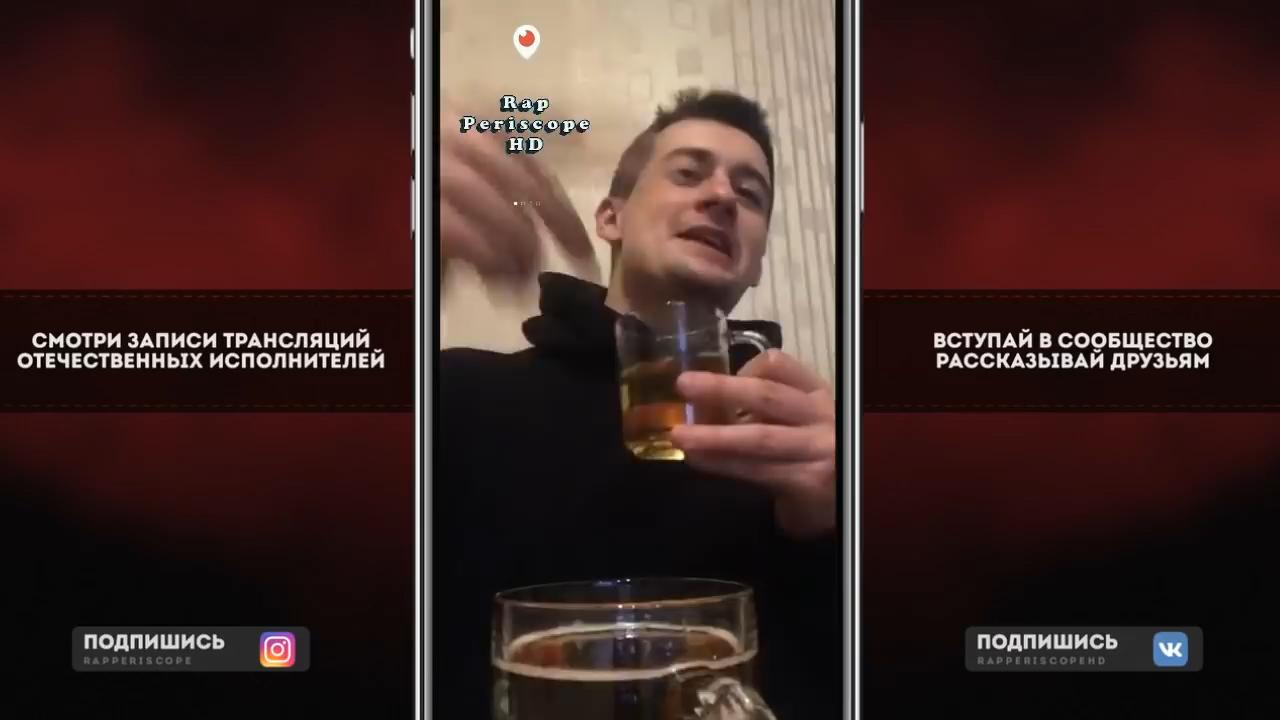 Rap
Periscope
HD
СМОТРИ ЗАПИСИ ТРАНСЛЯЦИЙ
ОТЕЧЕСТВЕННЫХ ИСПОЛНИТЕЛЕЙ
ВСТУПАЙ В СООБЩЕСТВО
РАССКАЗЫВАЙ ДРУЗЬЯМ
ПОДПИШИСЬ
RAPPERISCOPE
ПОДПИШИСЬ
RAPPERISCOPEHD